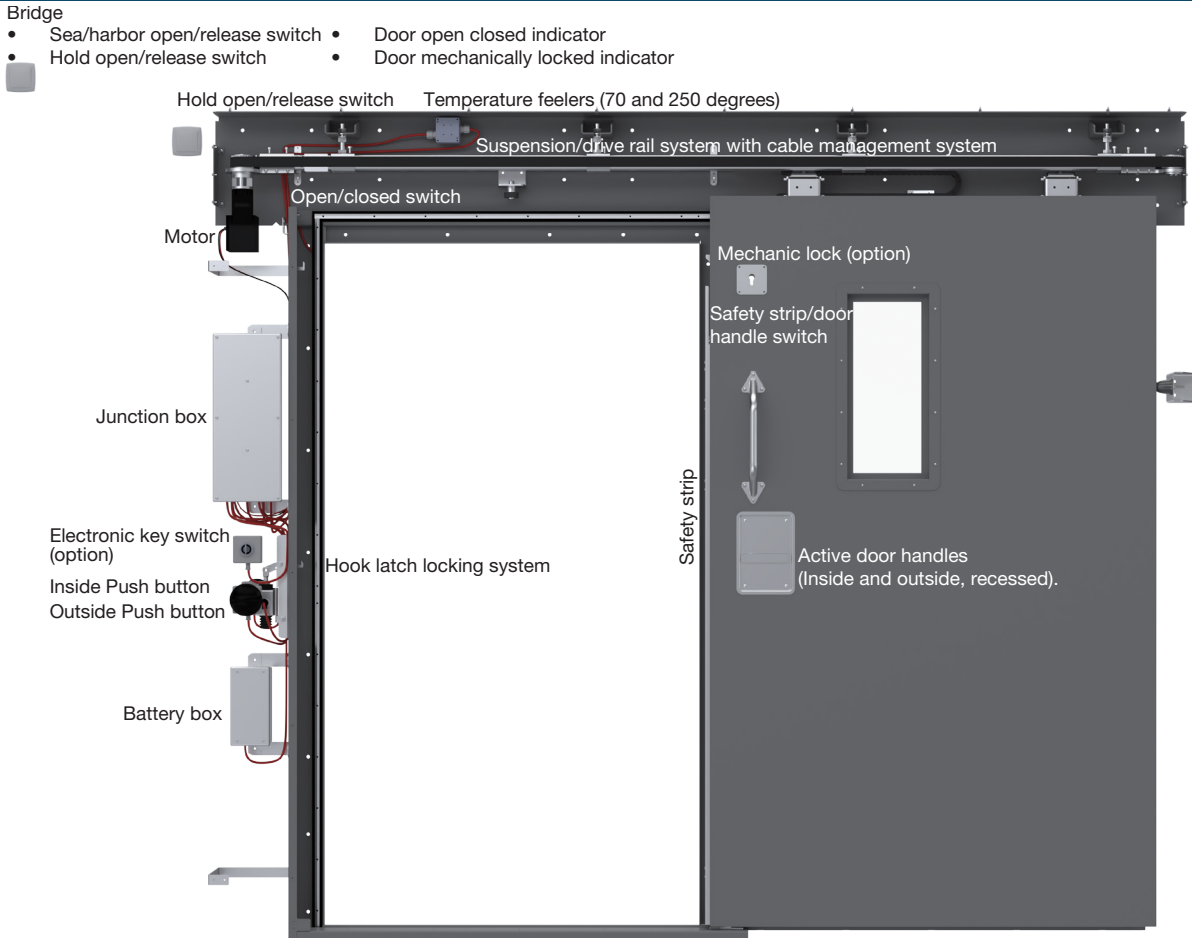 Bridge
• Sea/harbor open/release switch • Door open closed indicator
• Hold open/release switch • Door mechanically locked indicator
Hold open/release switch Temperature feelers (70 and 250 degrees)
Suspension/drive rail system with cable management system
Open/closed switch
Motor
Mechanic lock (option)
Safety strip/door
handle switch
Junction box
Safety strip
Electronic key switch
(option)
Hook latch locking system
Active door handles
(Inside and outside, recessed).
Inside Push button
Outside Push button
Battery box